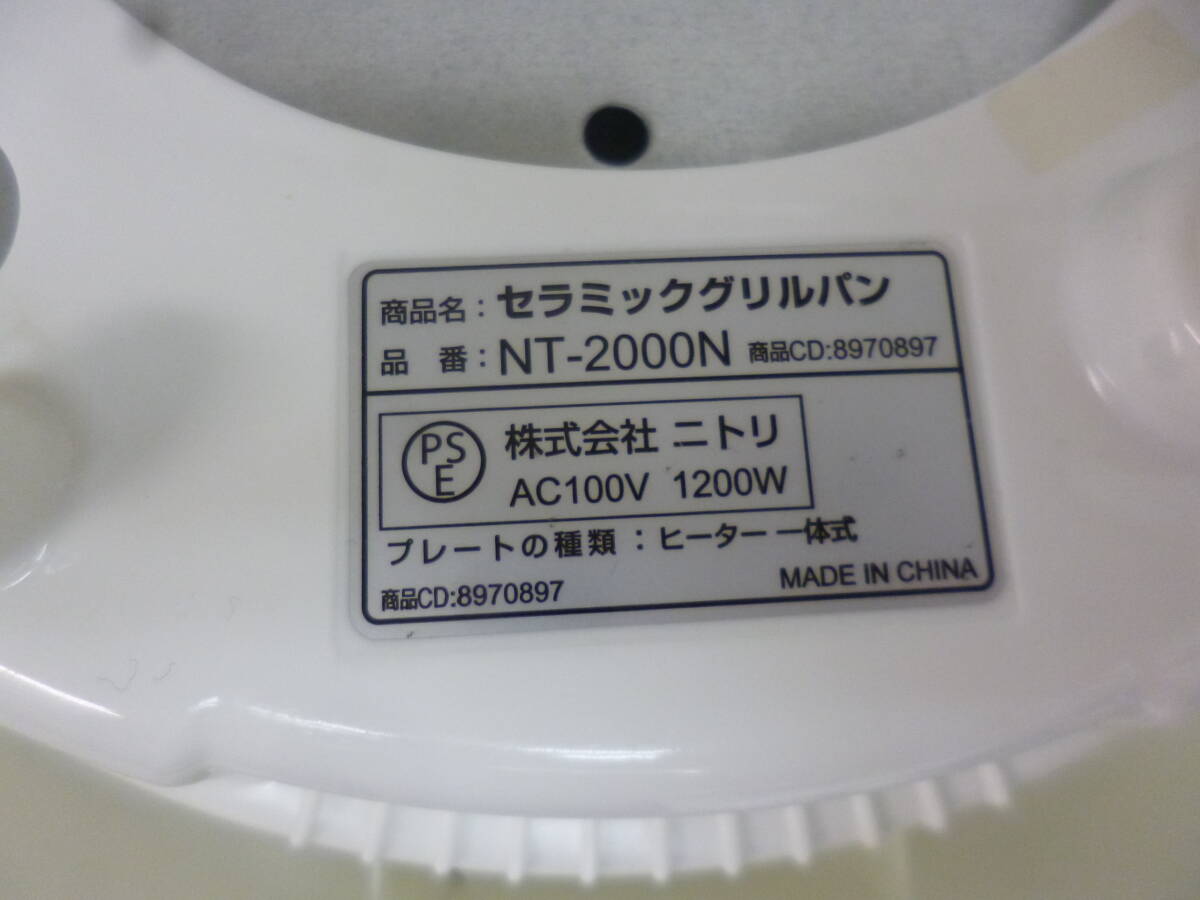 商品名：セラミックグリルパン
品　番：NT-2000N 商品CD:8970897
PSE 株式会社 ニトリ
AC100V 1200W
プレートの種類：ヒーター 一体式
商品CD:8970897 MADE IN CHINA